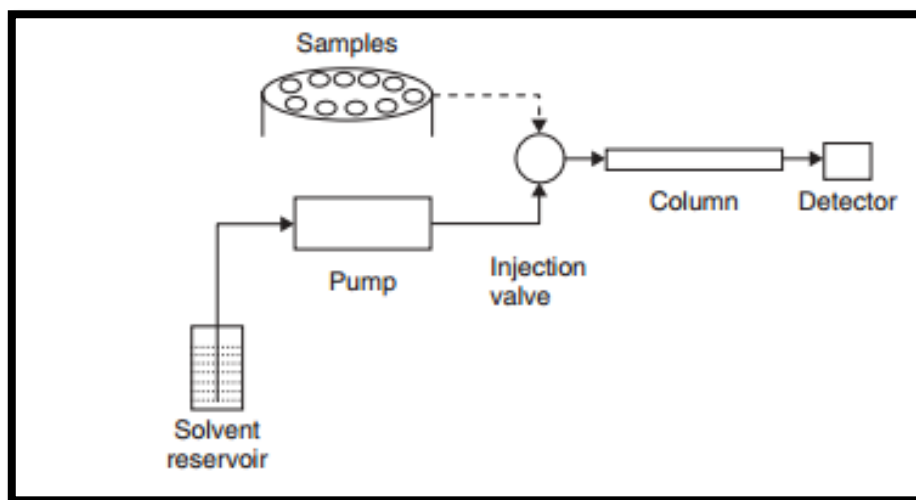 Samples
Column
Detector
Pump
Injection
valve
Solvent
reservoir